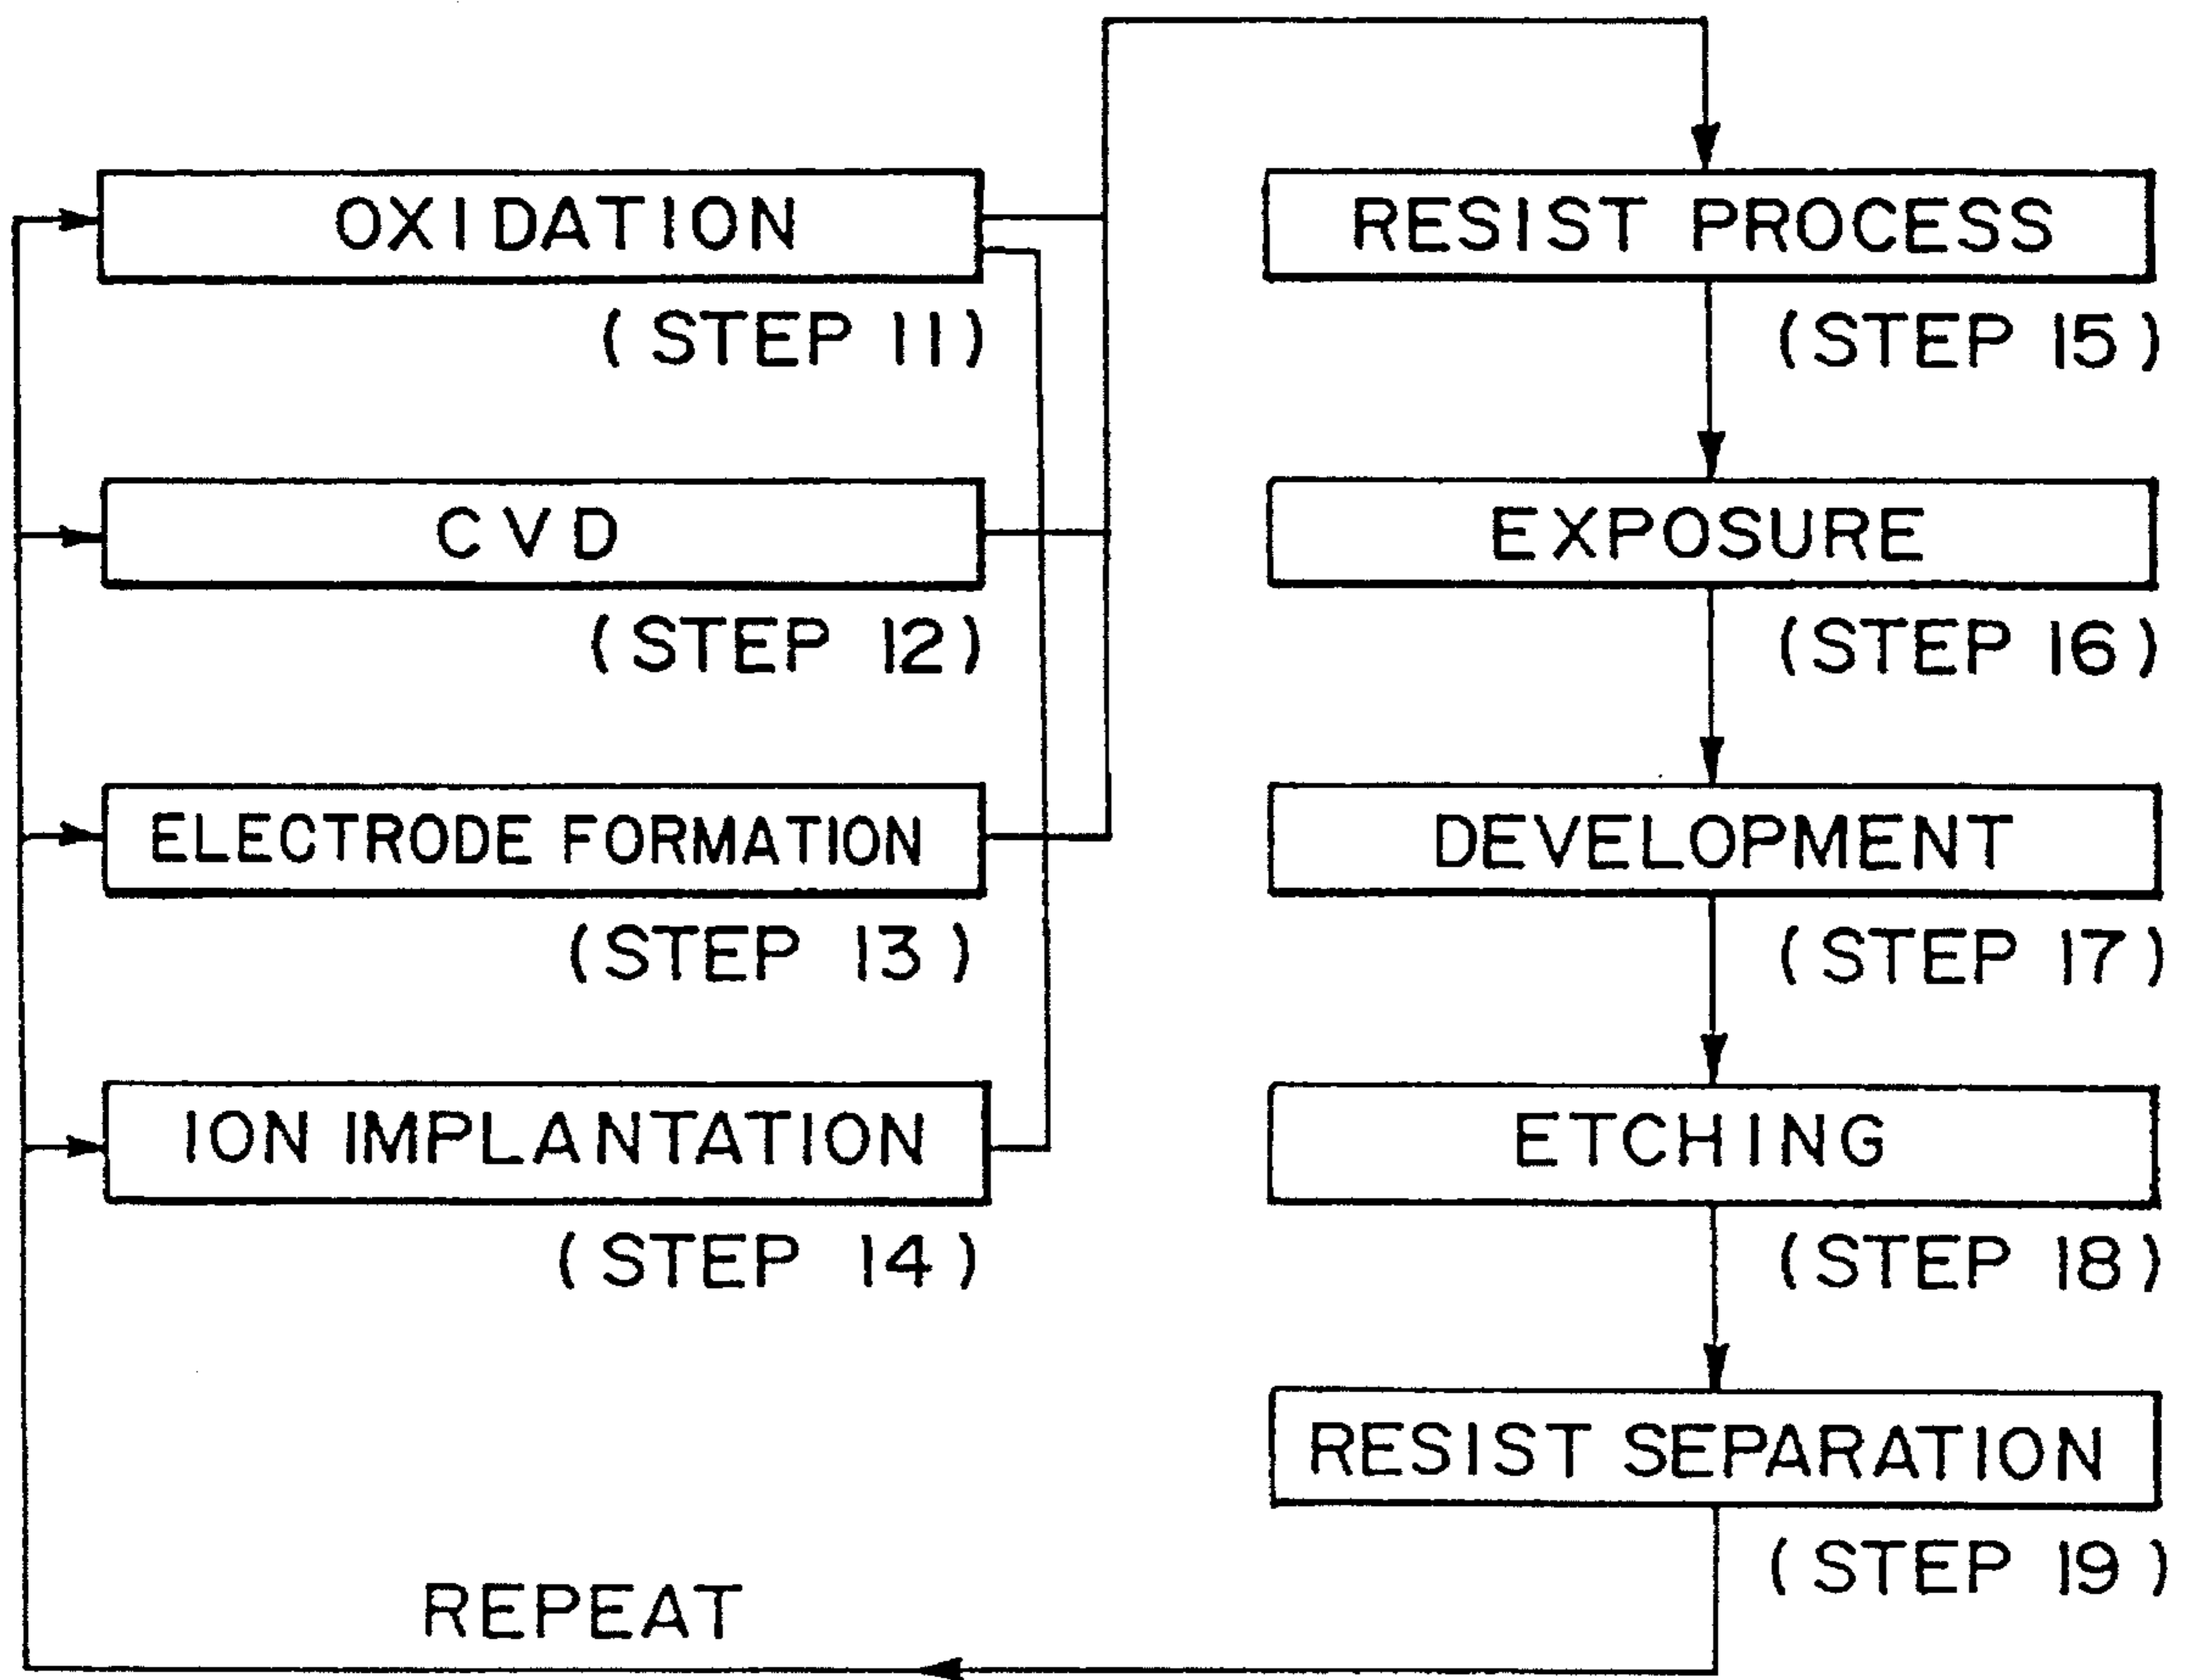 OXIDATION
(STEP 11)
CVD
(STEP 12)
ELECTRODE FORMATION
(STEP 13)
ION IMPLANTATION
(STEP 14)
RESIST PROCESS
(STEP 15)
EXPOSURE
(STEP 16)
DEVELOPMENT
(STEP 17)
ETCHING
(STEP 18)
RESIST SEPARATION
(STEP 19)
REPEAT